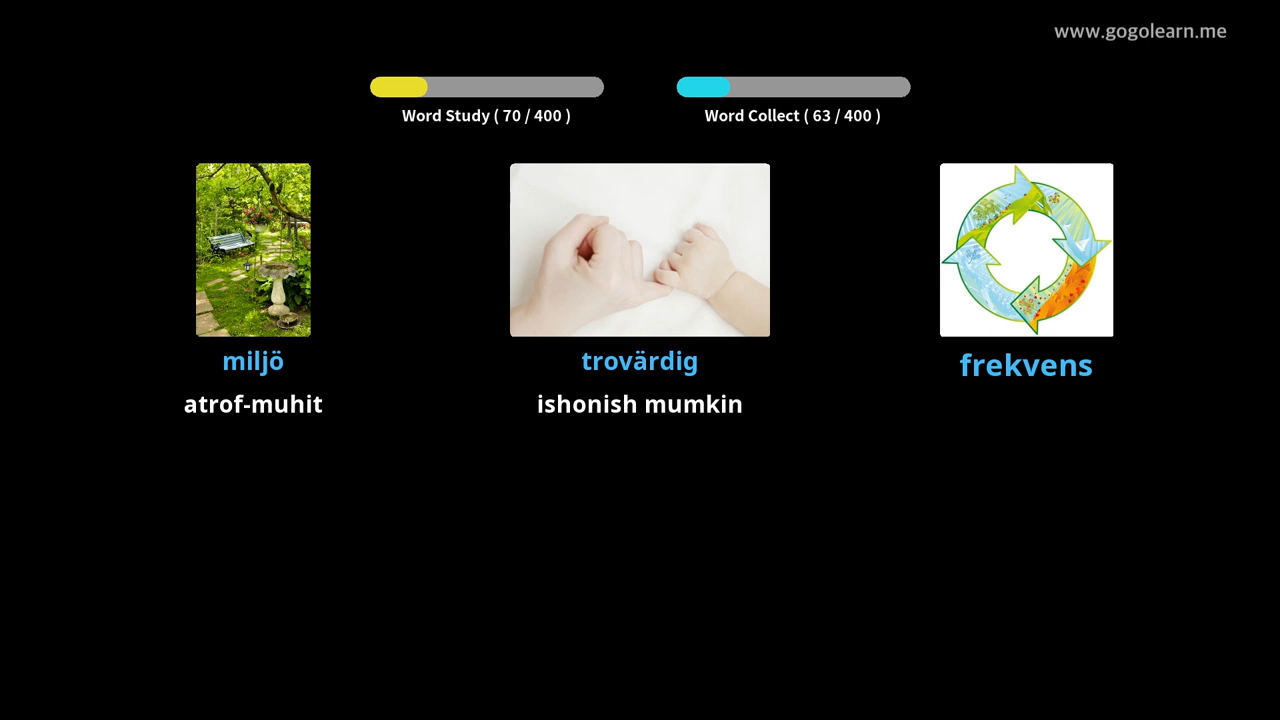 www.gogolearn.me
Word Study ( 70 / 400 )
Word Collect ( 63 / 400 )
miljö
trovärdig
frekvens
atrof-muhit
ishonish mumkin